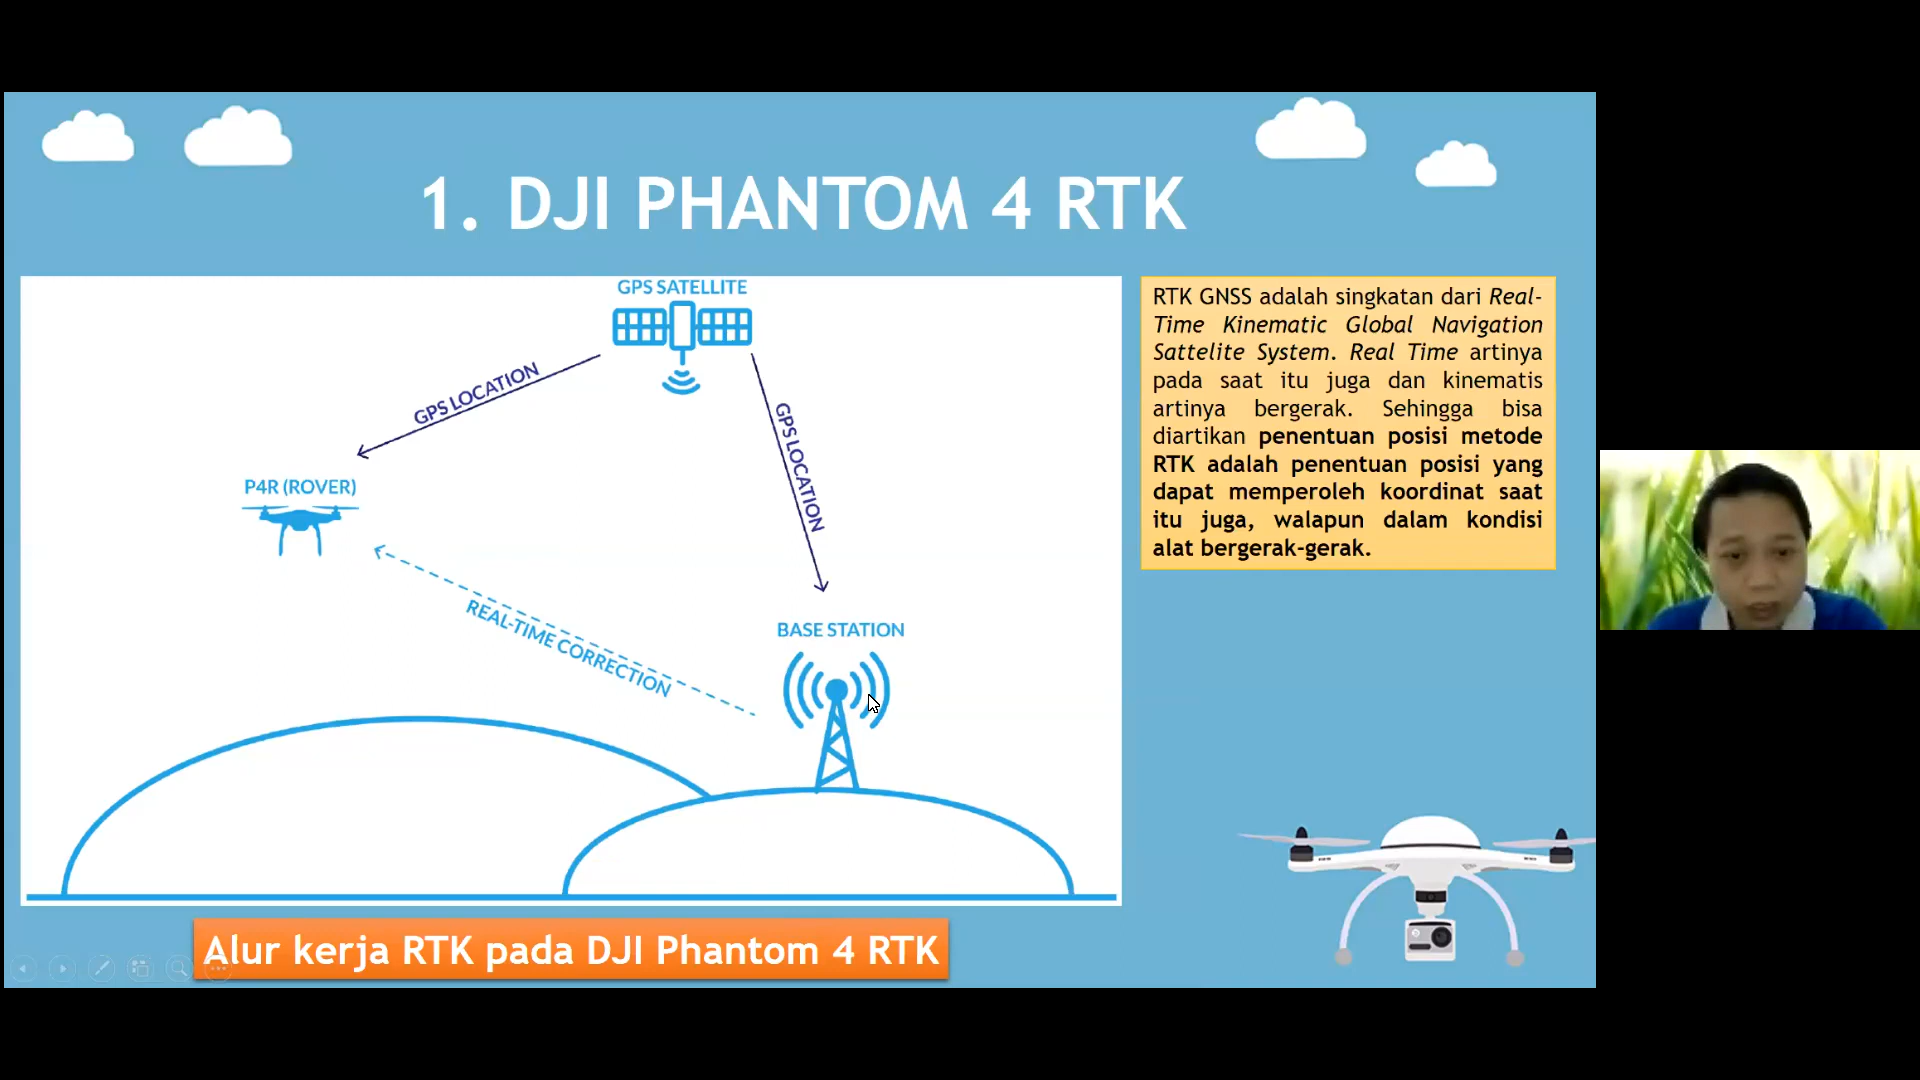 1. DJI PHANTOM 4 RTK
GPS SATELLITE
GPS LOCATION
GPS LOCATION
P4R (ROVER)
REAL-TIME CORRECTION
BASE STATION
RTK GNSS adalah singkatan dari Real-
Time Kinematic Global Navigation
Sattelite System. Real Time artinya
pada saat itu juga dan kinematis
artinya bergerak. Sehingga bisa
diartikan penentuan posisi metode
RTK adalah penentuan posisi yang
dapat memperoleh koordinat saat
itu juga, walapun dalam kondisi
alat bergerak-gerak.
Alur kerja RTK pada DJI Phantom 4 RTK